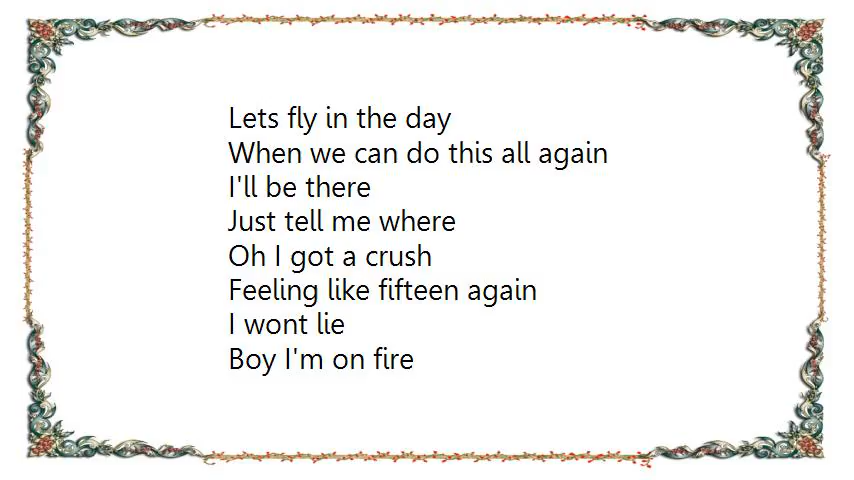 Lets fly in the day
When we can do this all again
I'll be there
Just tell me where
Oh I got a crush
Feeling like fifteen again
I wont lie
Boy I'm on fire